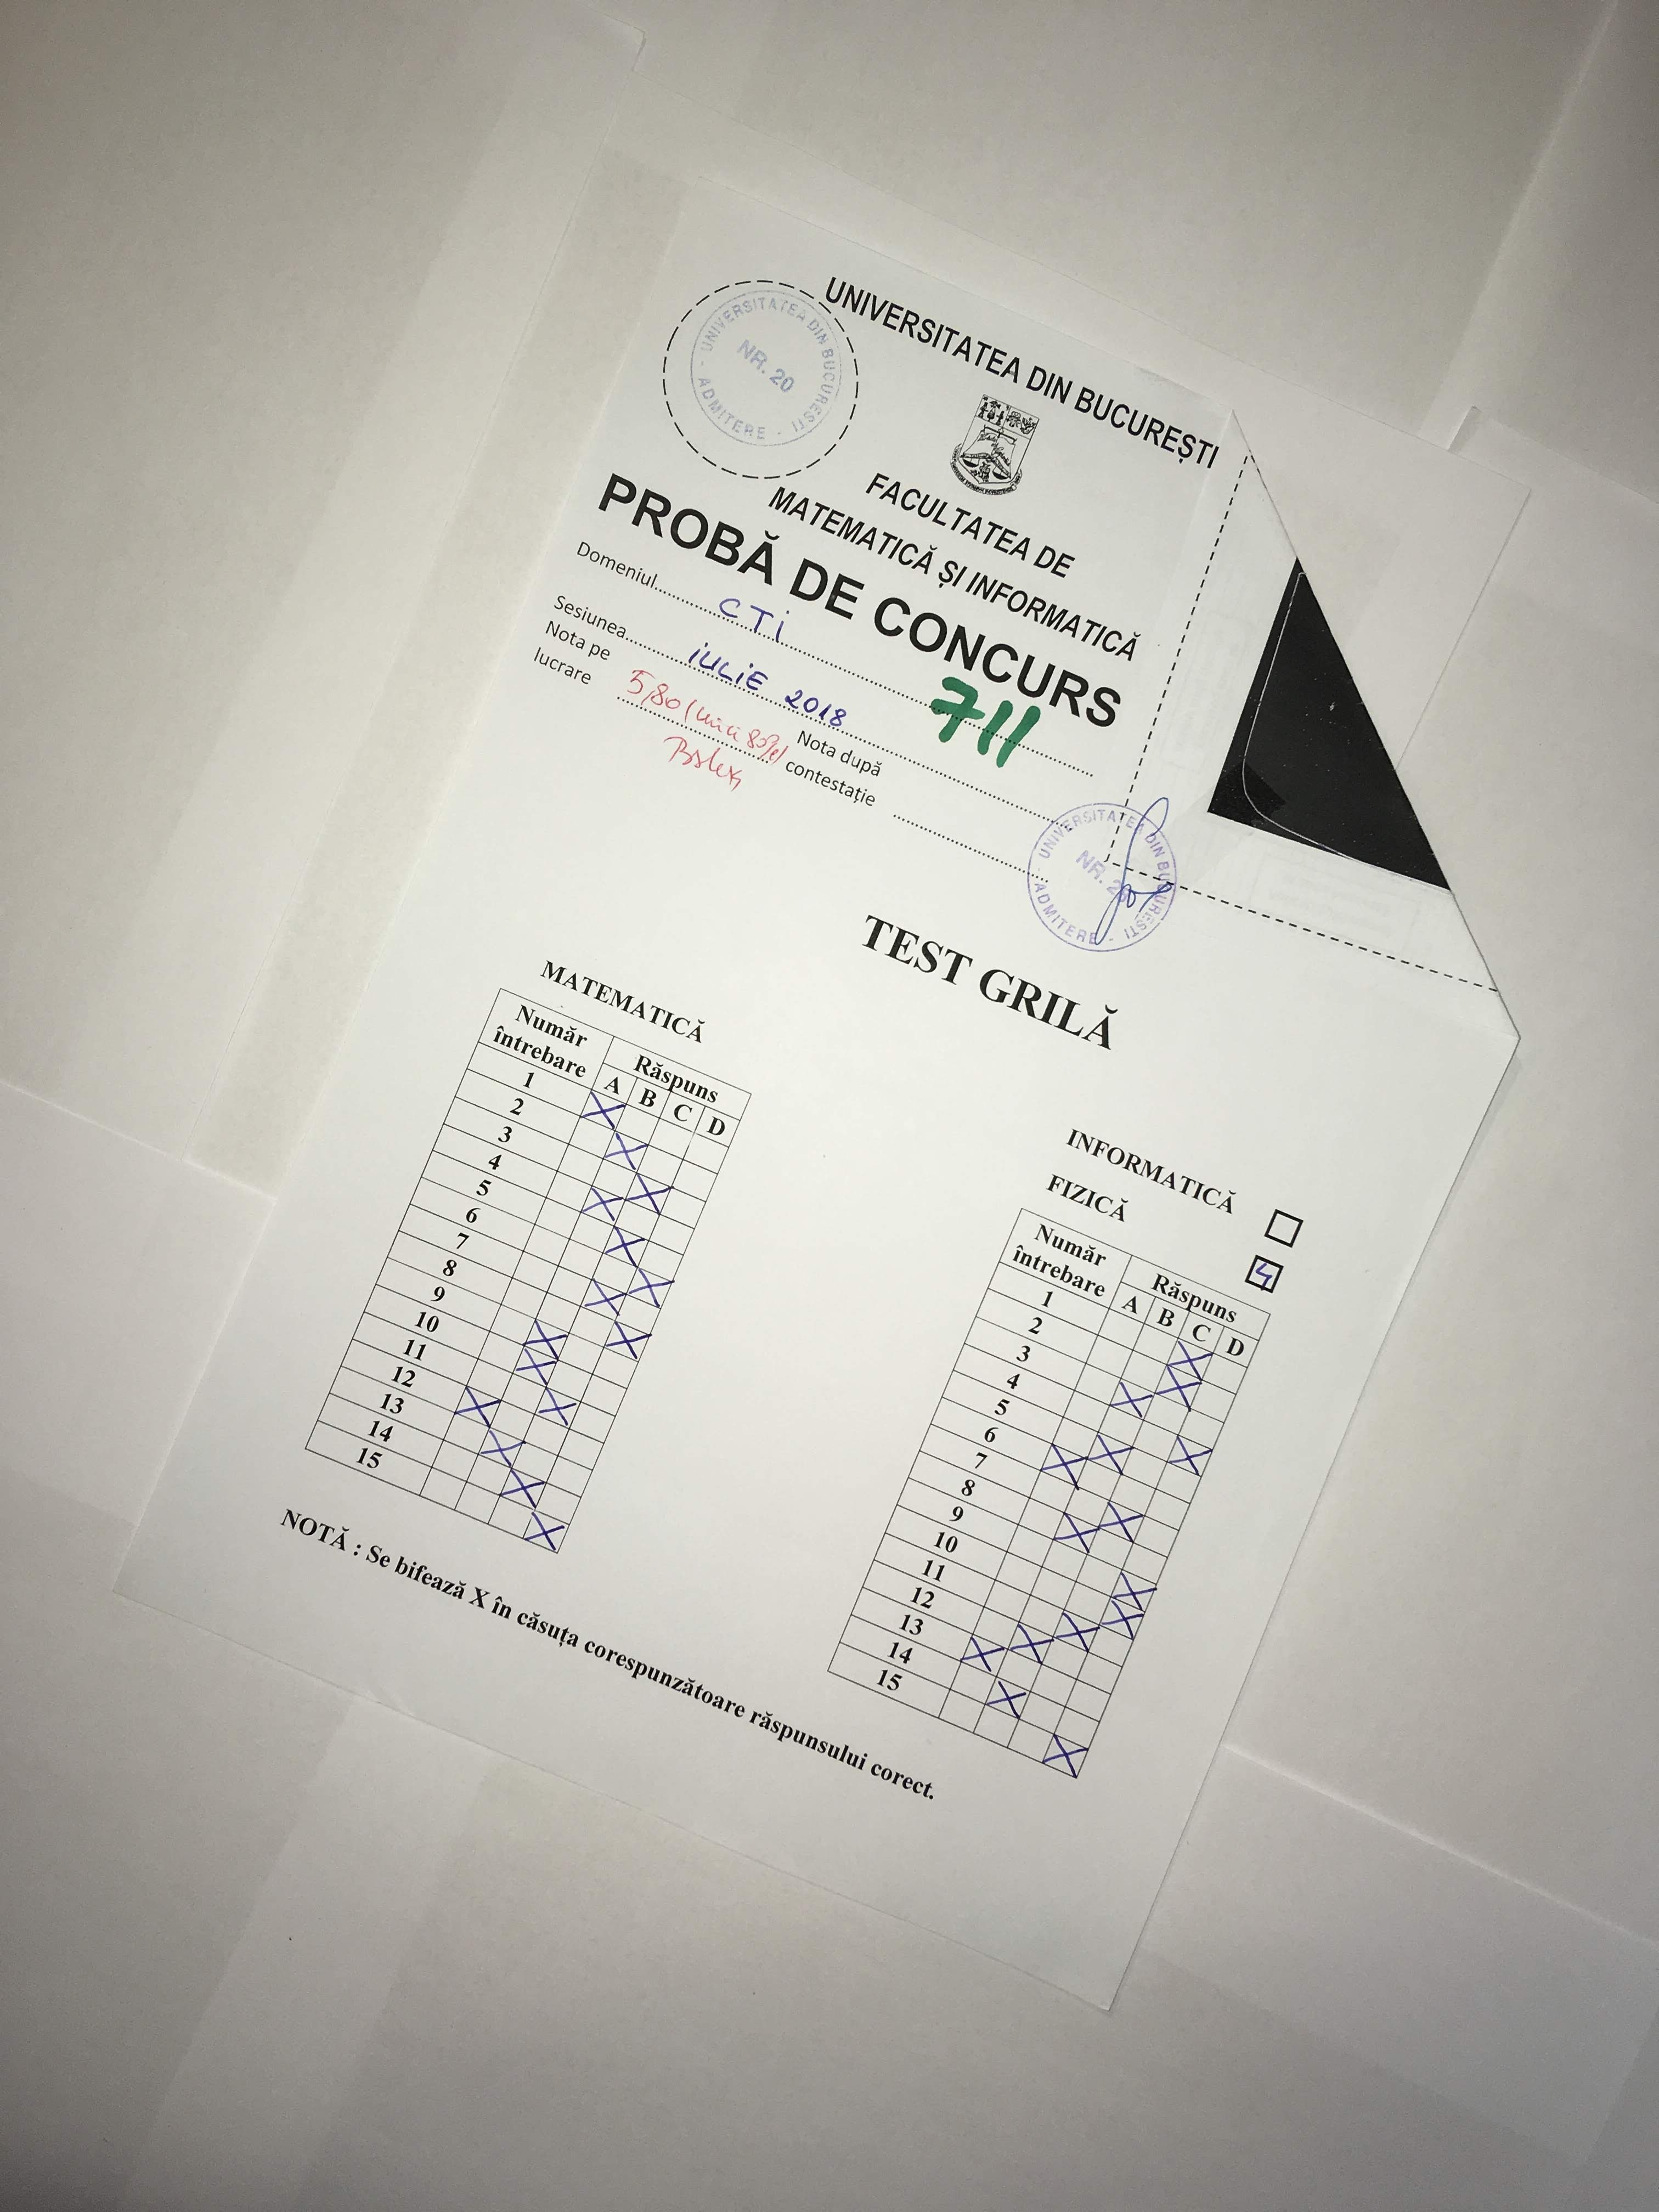 UNIVERSITATEA DIN BUCUREȘTI
UNIVERSITATEA DIN BUCUREȘTI - ADMITERE -
NR. 20
FACULTATEA DE
MATEMATICĂ ȘI INFORMATICĂ
PROBĂ DE CONCURS
Domeniul CTI
711
Sesiunea IULIE 2018
Nota pe lucrare 5,80
Nota după contestație
UNIVERSITATEA DIN BUCUREȘTI - ADMITERE -
NR. 20
TEST GRILĂ
MATEMATICĂ
Număr întrebare Răspuns
A B C D
1 X
2 X
3 X
4 X
5 X
6 X
7 X
8 X
9 X
10 X
11 X
12 X
13 X
14 X
15 X
INFORMATICĂ
FIZICĂ
Număr întrebare Răspuns
A B C D
1 X
2 X
3 X
4 X
5 X
6 X
7 X
8 X
9 X
10 X
11 X
12 X
13 X
14 X
15 X
NOTĂ : Se bifează X în căsuța corespunzătoare răspunsului corect.